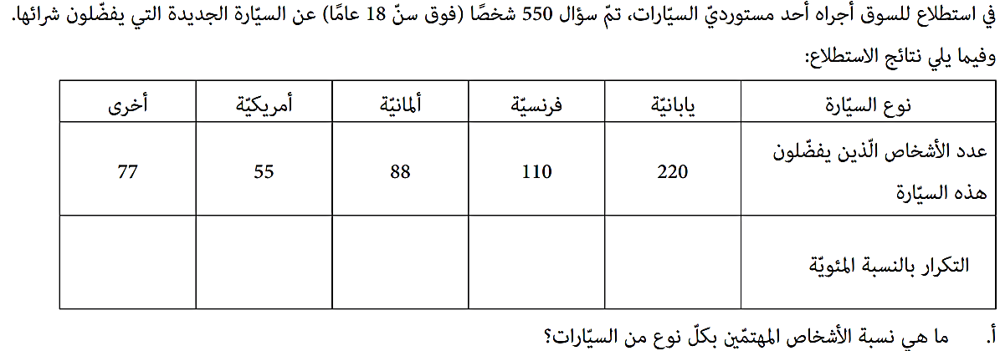 في استطلاع للسوق أجراه أحد مستورديّ السيّارات، تمّ سؤال 550 شخصًا (فوق سنّ 18 عامًا) عن السيّارة الجديدة التي يفضّلون شرائها.
وفيما يلي نتائج الاستطلاع:
نوع السيّارة يابانيّة فرنسيّة ألمانيّة أمريكيّة أخرى
عدد الأشخاص الّذين يفضّلون
هذه السيّارة 220 110 88 55 77
التكرار بالنسبة المئويّة
أ. ما هي نسبة الأشخاص المهتمّين بكلّ نوع من السيّارات؟